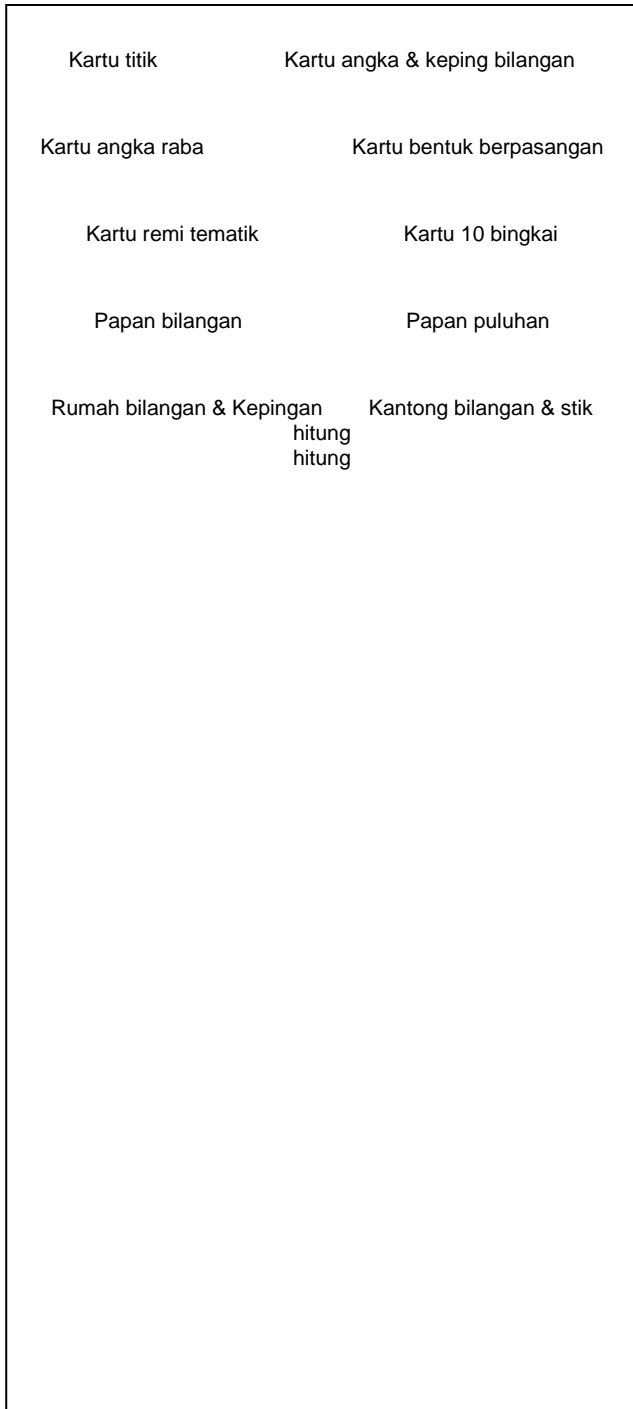 Kartu titik Kartu angka & keping bilangan
Kartu angka raba Kartu bentuk berpasangan
Kartu remi tematik Kartu 10 bingkai
Papan bilangan Papan puluhan
Rumah bilangan & Kepingan Kantong bilangan & stik
hitung
hitung